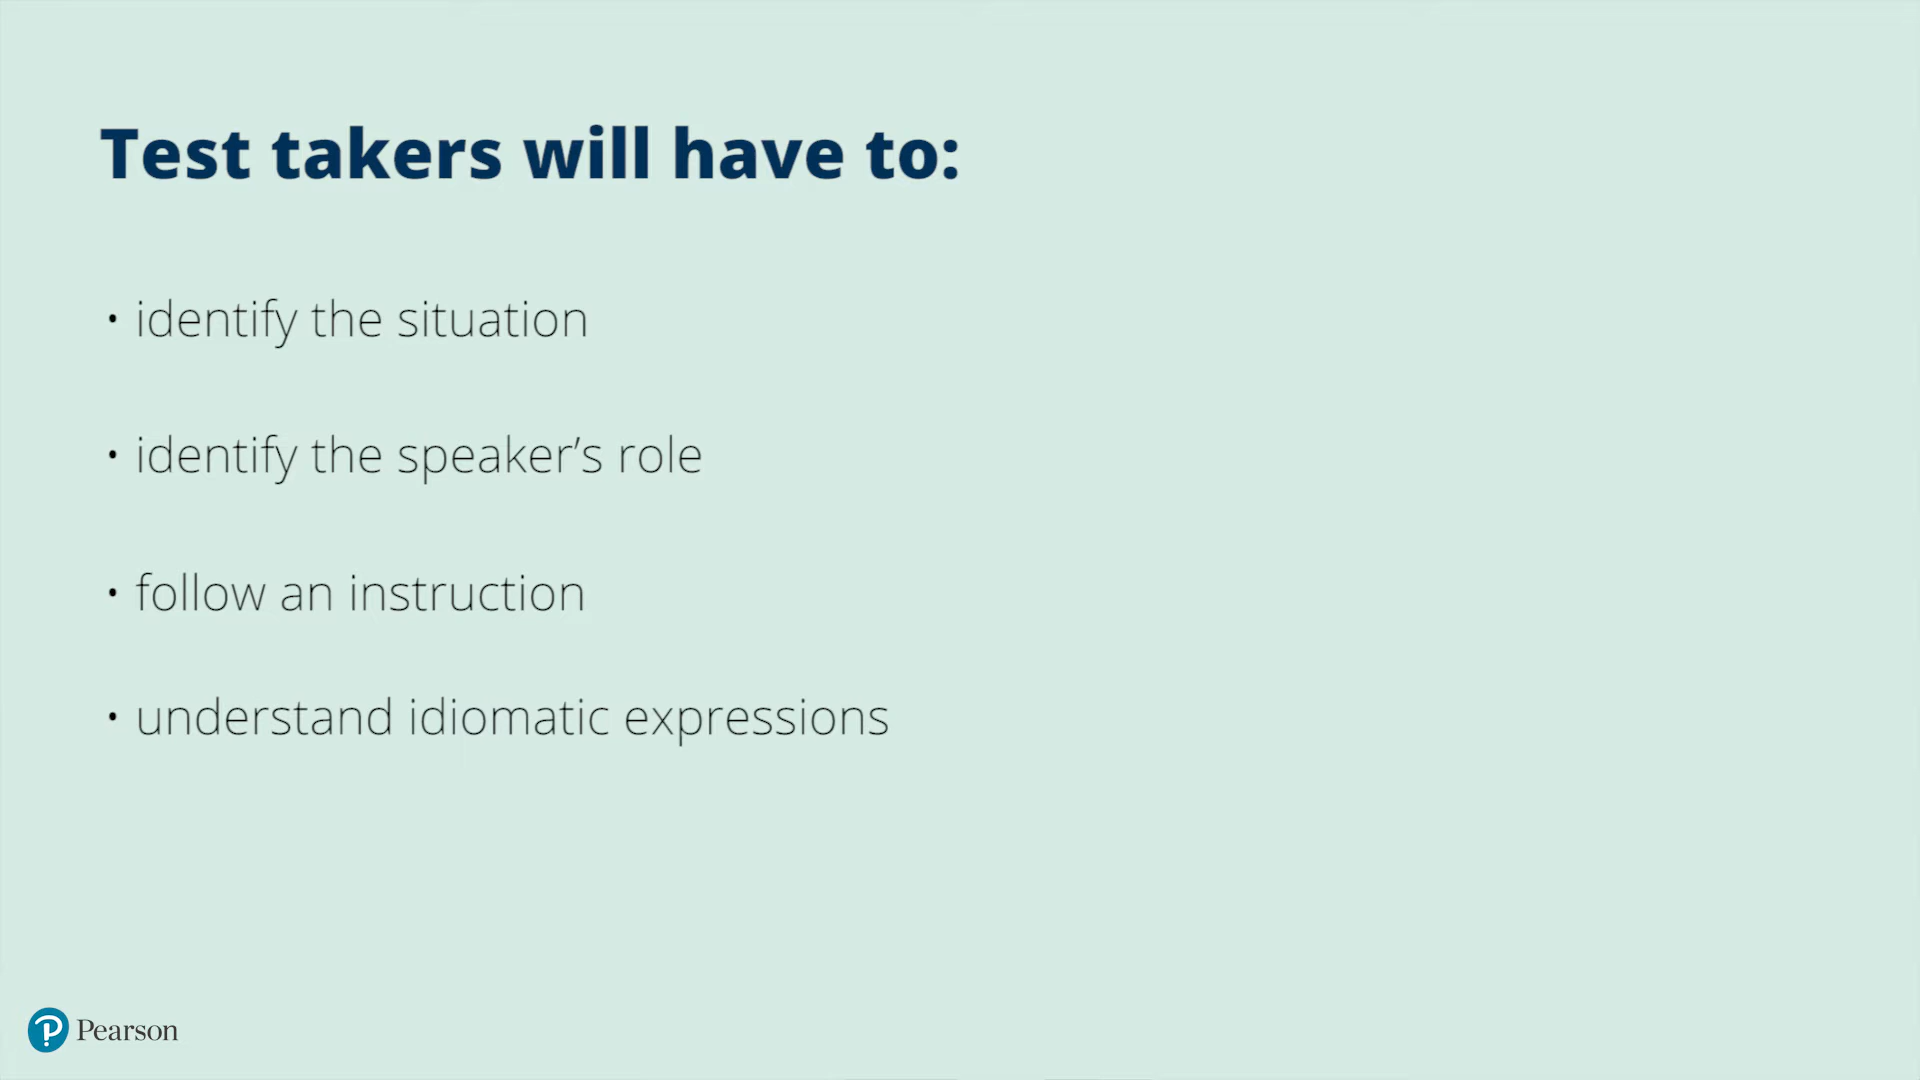 Test takers will have to:
• identify the situation
• identify the speaker’s role
• follow an instruction
• understand idiomatic expressions
Pearson